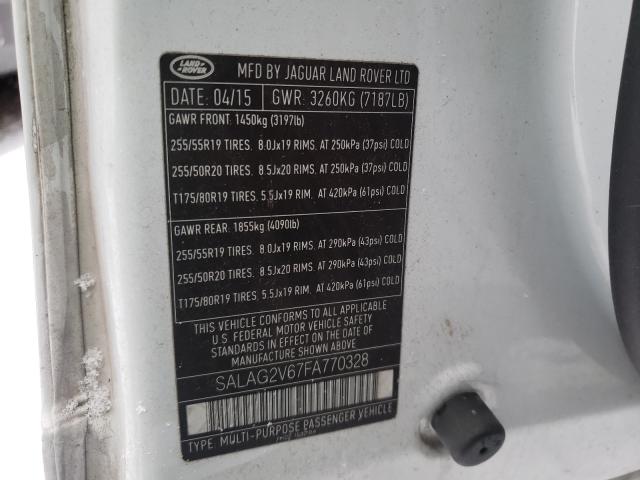 LAND ROVER
MFD BY JAGUAR LAND ROVER LTD
DATE: 04/15 GWR: 3260KG (7187LB)
GAWR FRONT: 1450kg (3197lb)
255/55R19 TIRES. 8.0Jx19 RIMS. AT 250kPa (37psi) COLD
255/50R20 TIRES. 8.5Jx20 RIMS. AT 250kPa (37psi) COLD
T175/80R19 TIRES. 5.5Jx19 RIM. AT 420kPa (61psi) COLD
GAWR REAR: 1855kg (4090lb)
255/55R19 TIRES. 8.0Jx19 RIMS. AT 290kPa (43psi) COLD
255/50R20 TIRES. 8.5Jx20 RIMS. AT 290kPa (43psi) COLD
T175/80R19 TIRES. 5.5Jx19 RIM. AT 420kPa (61psi) COLD
THIS VEHICLE CONFORMS TO ALL APPLICABLE
U.S. FEDERAL MOTOR VEHICLE SAFETY
STANDARDS IN EFFECT ON THE DATE OF
MANUFACTURE SHOWN ABOVE
SALAG2V67FA770328
TYPE: MULTI-PURPOSE PASSENGER VEHICLE